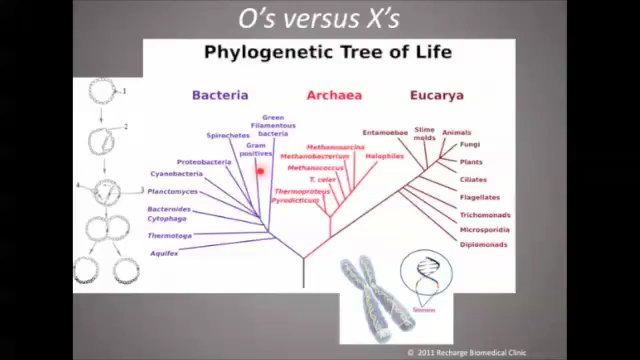 O's versus X's
Phylogenetic Tree of Life
Bacteria
Archaea
Eucarya
Green
Filamentous
bacteria
Spirochetes
Gram
positives
Proteobacteria
Cyanobacteria
Planctomyces
Bacteroides
Cytophaga
Thermotoga
Aquifex
Methanosarcina
Methanobacterium
Halophiles
Methanococcus
T. celer
Thermoproteus
Pyrodicticum
Entamoebae
Slime
molds
Animals
Fungi
Plants
Ciliates
Flagellates
Trichomonads
Microsporidia
Diplomonads
1
2
3
4
© 2011 Recharge Biomedical Clinic